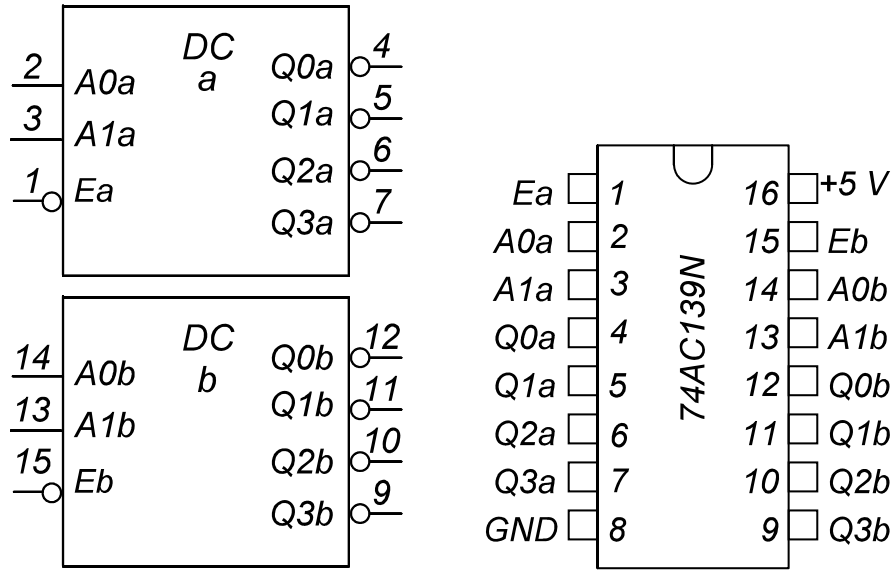 DC
a
2 A0a
3 A1a
1 Ea
Q0a 4
Q1a 5
Q2a 6
Q3a 7
DC
b
14 A0b
13 A1b
15 Eb
Q0b 12
Q1b 11
Q2b 10
Q3b 9
74AC139N
Ea 1 16 +5 V
A0a 2 15 Eb
A1a 3 14 A0b
Q0a 4 13 A1b
Q1a 5 12 Q0b
Q2a 6 11 Q1b
Q3a 7 10 Q2b
GND 8 9 Q3b